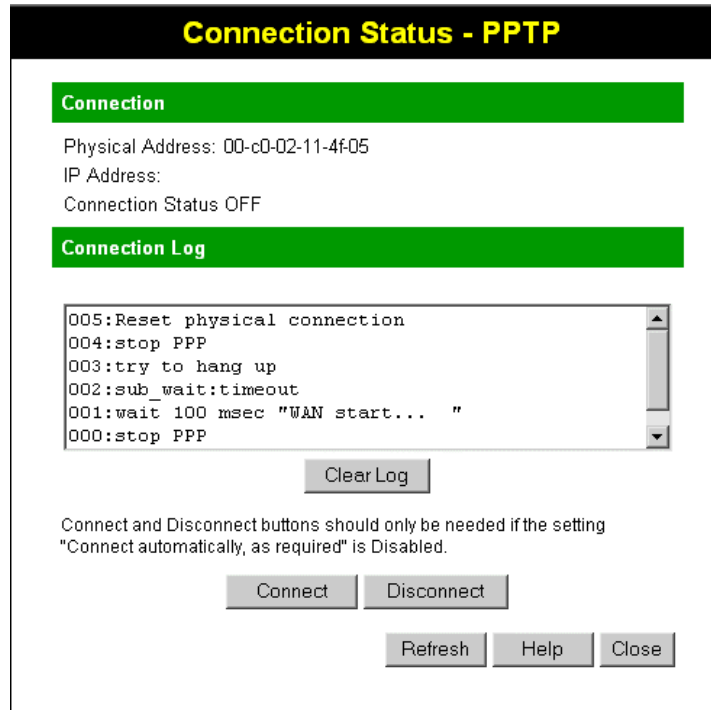 Connection Status - PPTP
Connection
Physical Address: 00-c0-02-11-4f-05
IP Address:
Connection Status OFF
Connection Log
005:Reset physical connection
004:stop PPP
003:try to hang up
002:sub_wait:timeout
001:wait 100 msec "WAN start...  "
000:stop PPP
Clear Log
Connect and Disconnect buttons should only be needed if the setting
"Connect automatically, as required" is Disabled.
Connect Disconnect
Refresh Help Close